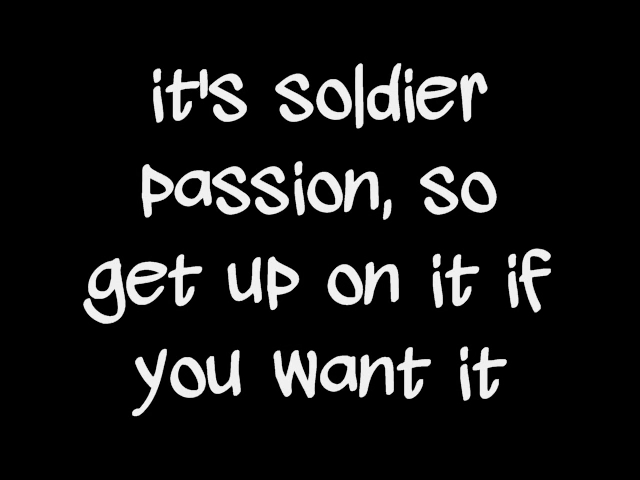 it's soldier
passion, so
get up on it if
you want it